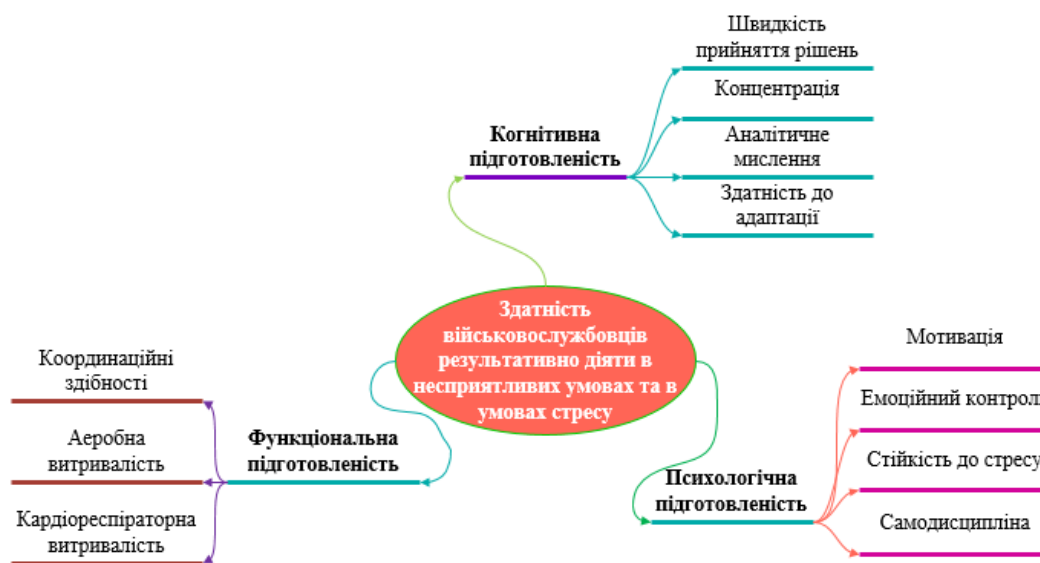 Швидкість
прийняття рішень
Концентрація
Аналітичне
мислення
Здатність до
адаптації
Когнітивна
підготовленість
Здатність
військовослужбовців
результативно діяти в
несприятливих умовах та в
умовах стресу
Координаційні
здібності
Аеробна
витривалість
Кардіореспіраторна
витривалість
Функціональна
підготовленість
Психологічна
підготовленість
Мотивація
Емоційний контроль
Стійкість до стресу
Самодисципліна